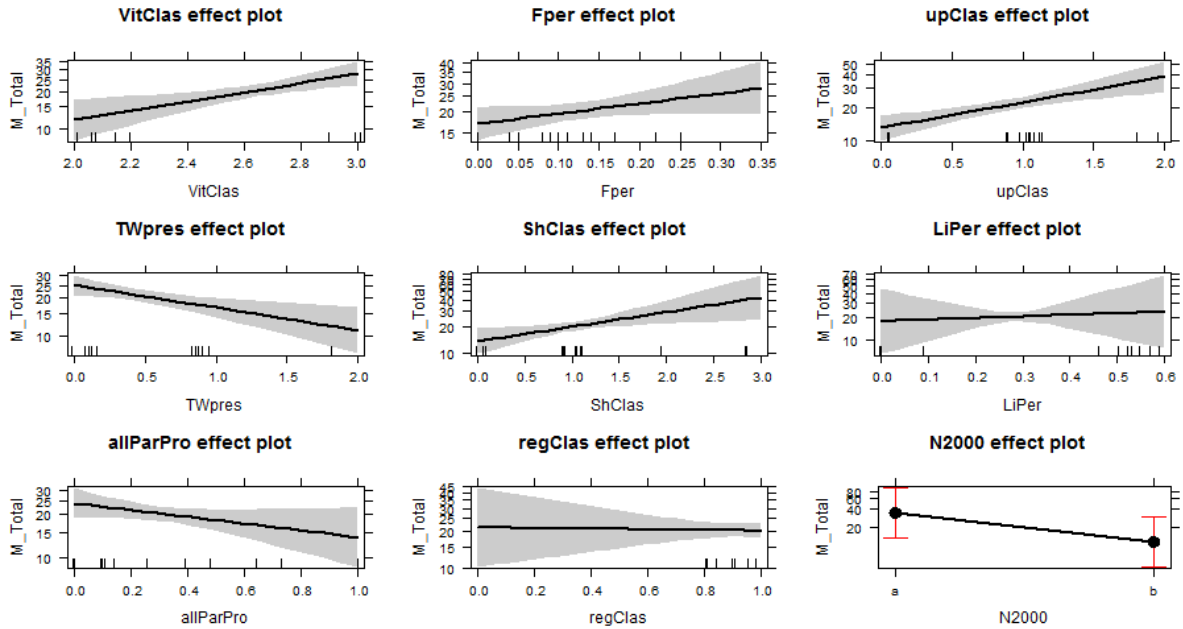 VitClas effect plot
M_Total
35
30
25
20
15
10
2.0 2.2 2.4 2.6 2.8 3.0
VitClas
Fper effect plot
M_Total
40
35
30
25
20
15
0.00 0.05 0.10 0.15 0.20 0.25 0.30 0.35
Fper
upClas effect plot
M_Total
50
40
30
20
10
0.0 0.5 1.0 1.5 2.0
upClas
TWpres effect plot
M_Total
30
25
20
15
10
0.0 0.5 1.0 1.5 2.0
TWpres
ShClas effect plot
M_Total
80
40
30
20
10
0.0 0.5 1.0 1.5 2.0 2.5 3.0
ShClas
LiPer effect plot
M_Total
70
40
30
20
10
0.0 0.1 0.2 0.3 0.4 0.5 0.6
LiPer
allParPro effect plot
M_Total
30
25
20
15
10
0.0 0.2 0.4 0.6 0.8 1.0
allParPro
regClas effect plot
M_Total
45
40
35
30
25
20
15
10
0.0 0.2 0.4 0.6 0.8 1.0
regClas
N2000 effect plot
M_Total
80
60
40
20
a b
N2000